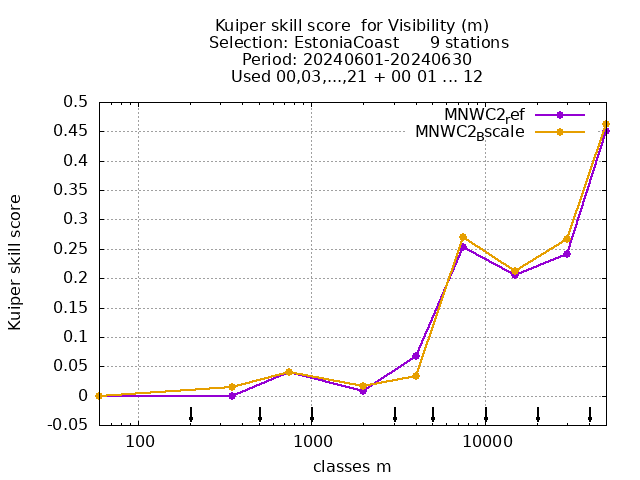 Kuiper skill score  for Visibility (m)
Selection: EstoniaCoast      9 stations
Period: 20240601-20240630
Used 00,03,...,21 + 00 01 ... 12
MNWC2_ref
MNWC2_Bscale
0.5
0.45
0.4
0.35
0.3
0.25
0.2
0.15
0.1
0.05
0
-0.05
Kuiper skill score
100 1000 10000
classes m